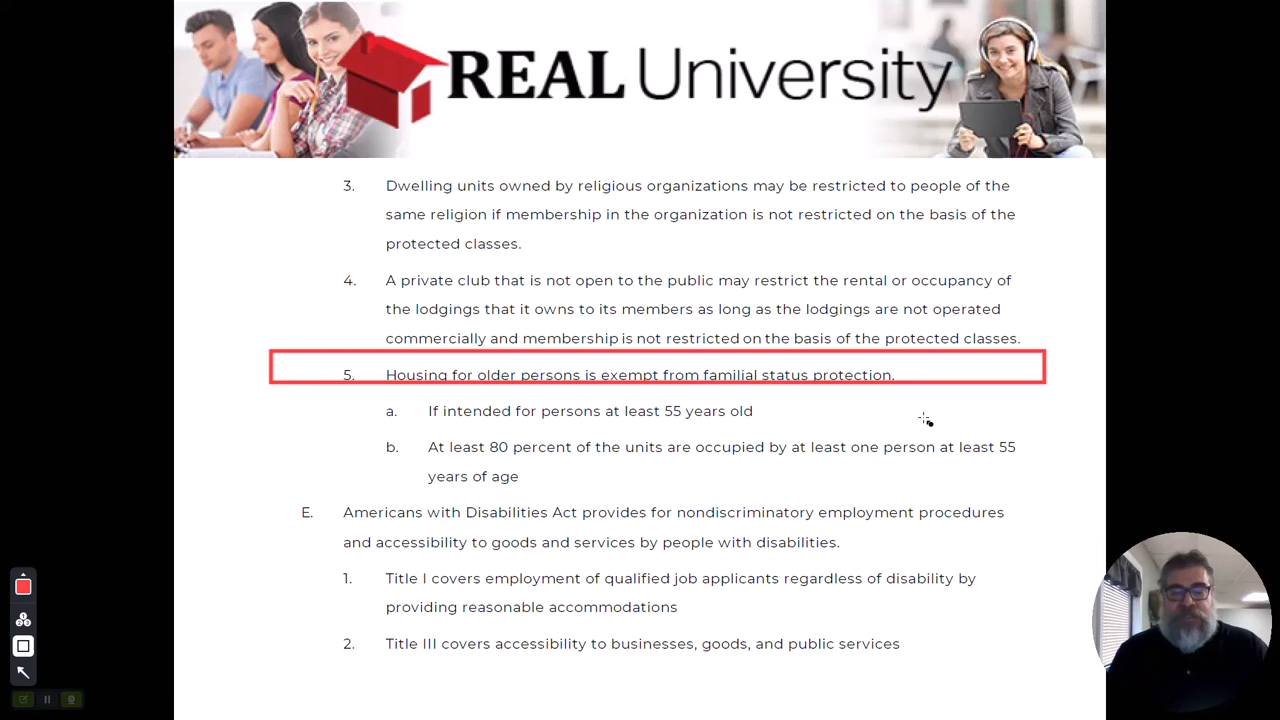 REAL University
3. Dwelling units owned by religious organizations may be restricted to people of the
same religion if membership in the organization is not restricted on the basis of the
protected classes.
4. A private club that is not open to the public may restrict the rental or occupancy of
the lodgings that it owns to its members as long as the lodgings are not operated
commercially and membership is not restricted on the basis of the protected classes.
5. Housing for older persons is exempt from familial status protection.
a. If intended for persons at least 55 years old
b. At least 80 percent of the units are occupied by at least one person at least 55
years of age
E. Americans with Disabilities Act provides for nondiscriminatory employment procedures
and accessibility to goods and services by people with disabilities.
1. Title I covers employment of qualified job applicants regardless of disability by
providing reasonable accommodations
2. Title III covers accessibility to businesses, goods, and public services